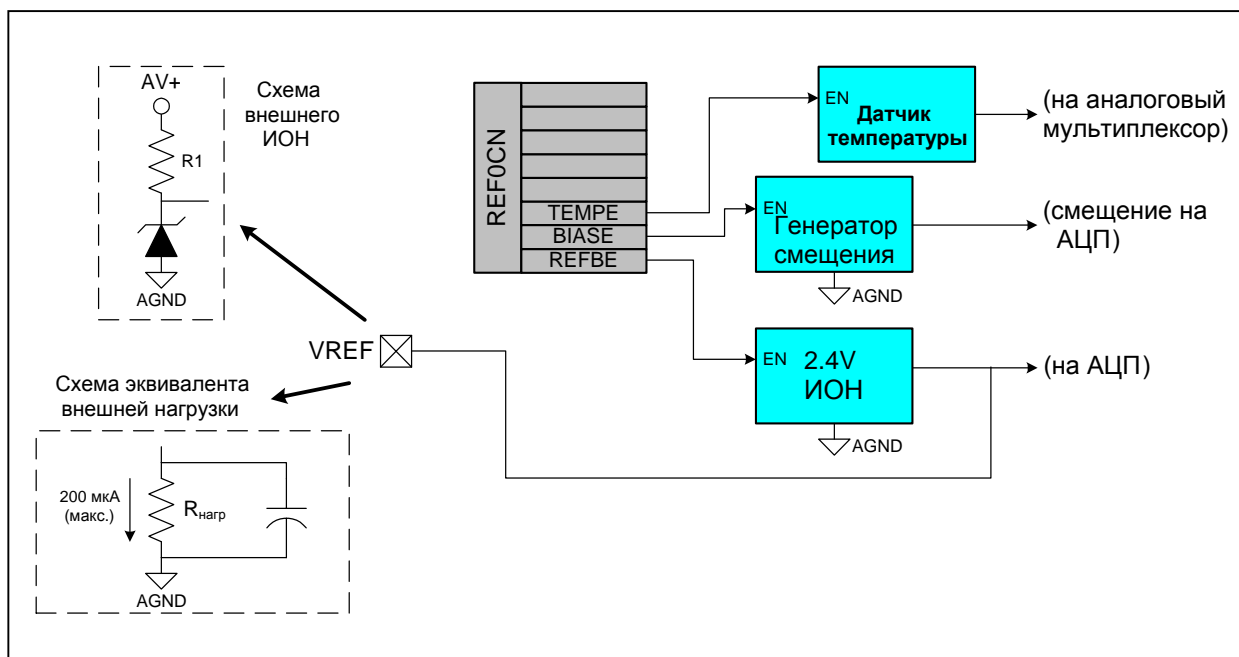 AV+
R1
AGND
Схема
внешнего
ИОН
REF0CN
TEMPE
BIASE
REFBE
EN
Датчик
температуры
(на аналоговый
мультиплексор)
EN
Генератор
смещения
AGND
(смещение на
АЦП)
EN
2.4V
ИОН
AGND
(на АЦП)
VREF
Схема эквивалента
внешней нагрузки
200 мкА
(макс.)
Rнагр
AGND